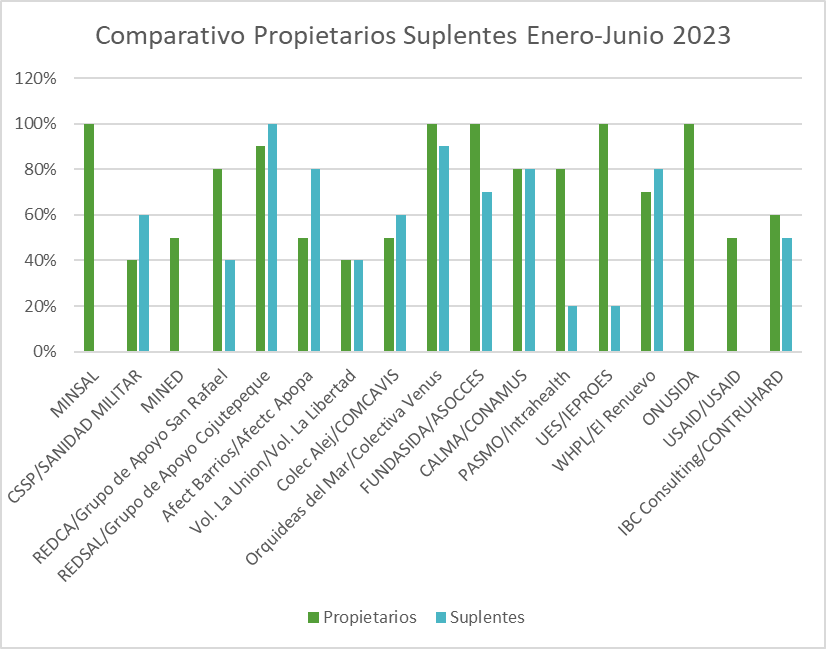 Comparativo Propietarios Suplentes Enero-Junio 2023
120%
100%
80%
60%
40%
20%
0%
MINSAL
CSSP/SANIDAD MILITAR
MINED
REDCA/Grupo de Apoyo San Rafael
REDSAL/Grupo de Apoyo Cojutepeque
Afect Barrios/Afectc Apopa
Vol. La Union/Vol. La Libertad
Colec Alej/COMCAVIS
Orquideas del Mar/Colectiva Venus
FUNDASIDA/ASOCCES
CALMA/CONAMUS
PASMO/Intrahealth
UES/IEPROES
WHPL/El Renuevo
ONUSIDA
USAID/USAID
IBC Consulting/CONTRUHARD
Propietarios
Suplentes